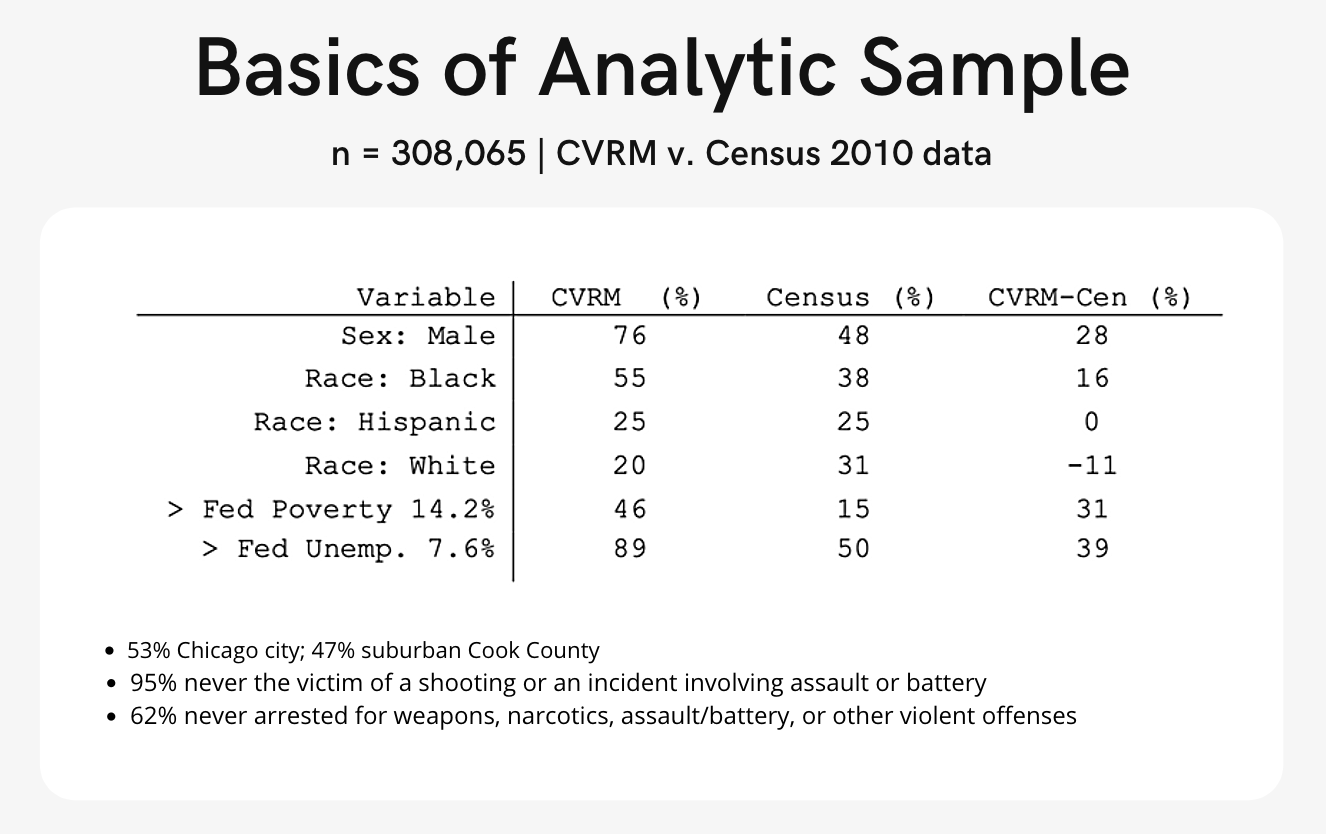 Basics of Analytic Sample
n = 308,065 | CVRM v. Census 2010 data
Variable CVRM (%) Census (%) CVRM-Cen (%)
Sex: Male 76 48 28
Race: Black 55 38 16
Race: Hispanic 25 25 0
Race: White 20 31 -11
> Fed Poverty 14.2% 46 15 31
> Fed Unemp. 7.6% 89 50 39
• 53% Chicago city; 47% suburban Cook County
• 95% never the victim of a shooting or an incident involving assault or battery
• 62% never arrested for weapons, narcotics, assault/battery, or other violent offenses